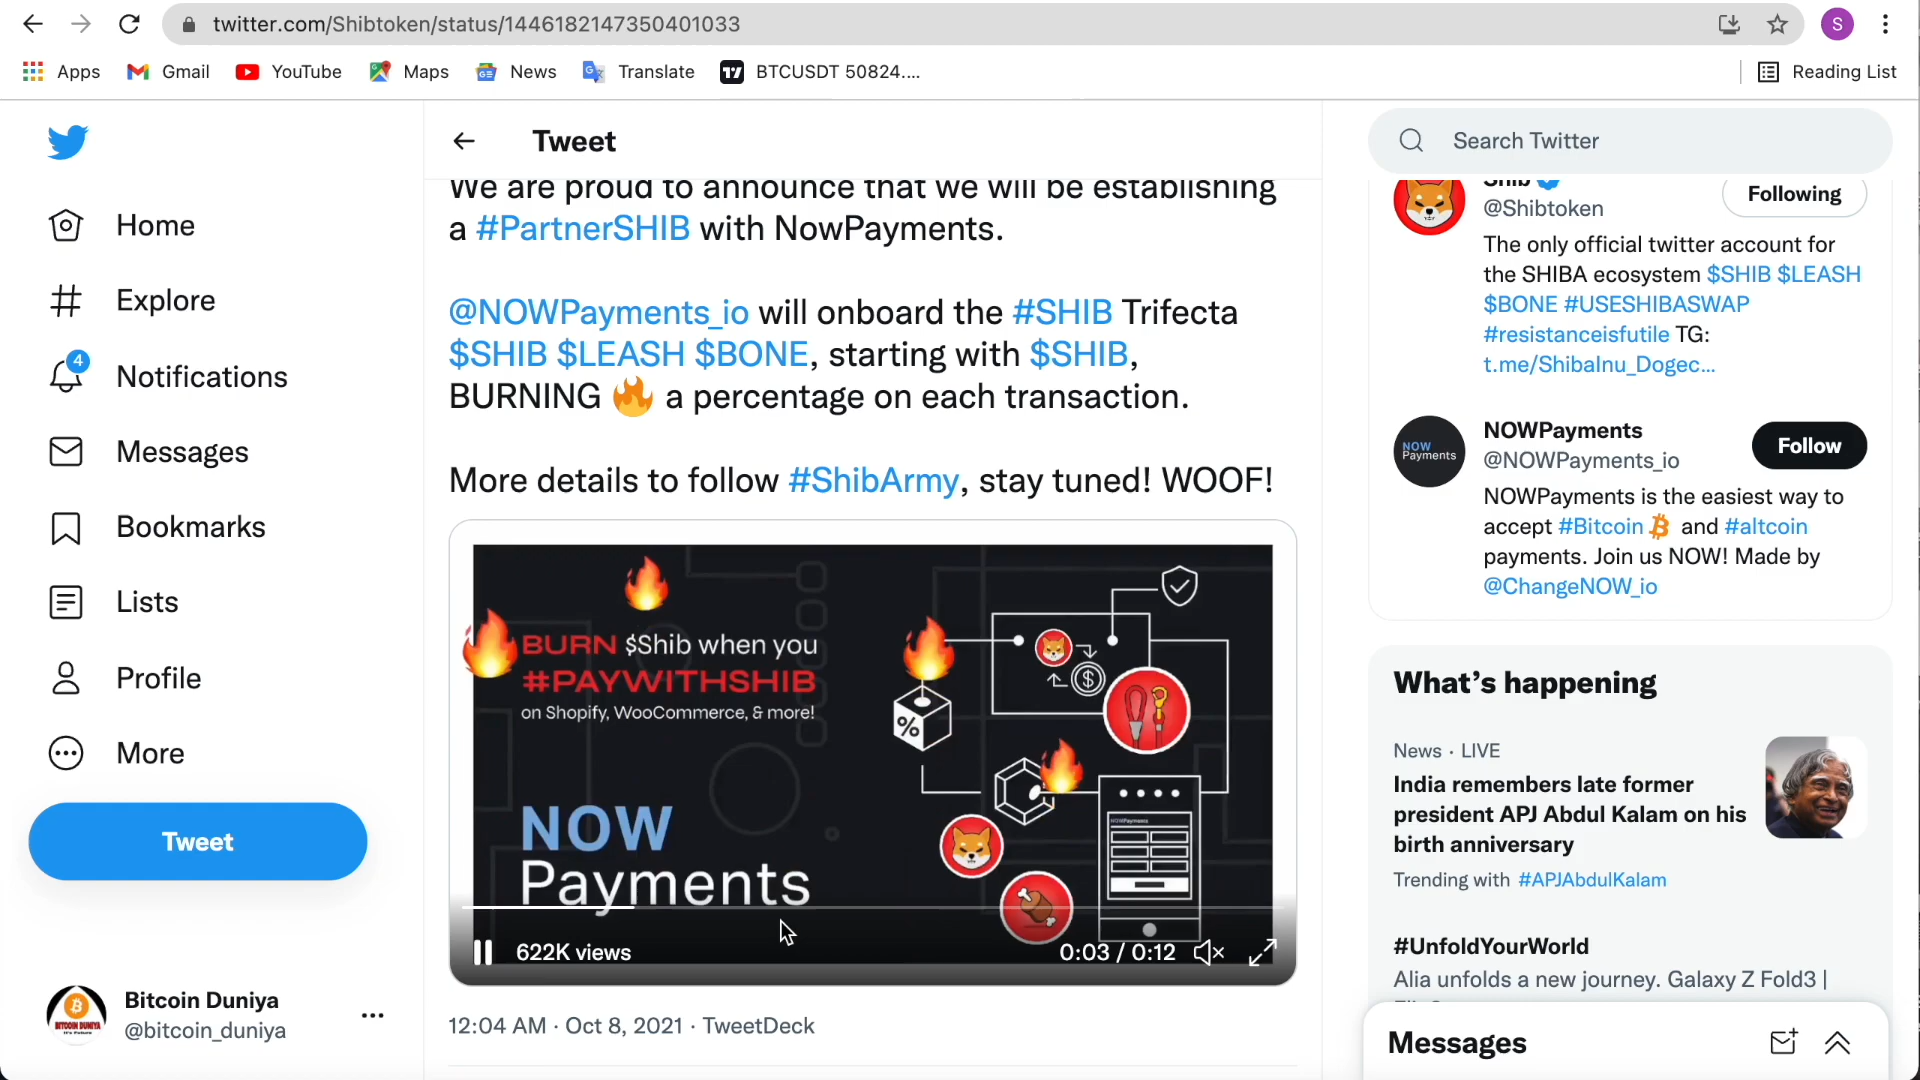 twitter.com/Shibtoken/status/1446182147350401033
S
Apps
Gmail
YouTube
Maps
News
Translate
BTCUSDT 50824....
Reading List
Home
Explore
4
Notifications
Messages
Bookmarks
Lists
Profile
More
Tweet
Bitcoin Duniya
@bitcoin_duniya
Tweet
We are proud to announce that we will be establishing
a #PartnerSHIB with NowPayments.
@NOWPayments_io will onboard the #SHIB Trifecta
$SHIB $LEASH $BONE, starting with $SHIB,
BURNING 🔥 a percentage on each transaction.
More details to follow #ShibArmy, stay tuned! WOOF!
BURN $Shib when you
#PAYWITHSHIB
on Shopify, WooCommerce, & more!
NOW
Payments
%
$
NOWPayments
622K views
0:03 / 0:12
12:04 AM · Oct 8, 2021 · TweetDeck
Search Twitter
Shib
@Shibtoken
Following
The only official twitter account for
the SHIBA ecosystem $SHIB $LEASH
$BONE #USESHIBASWAP
#resistanceisfutile TG:
t.me/ShibaInu_Dogec...
NOW
Payments
NOWPayments
@NOWPayments_io
Follow
NOWPayments is the easiest way to
accept #Bitcoin and #altcoin
payments. Join us NOW! Made by
@ChangeNOW_io
What's happening
News · LIVE
India remembers late former
president APJ Abdul Kalam on his
birth anniversary
Trending with #APJAbdulKalam
#UnfoldYourWorld
Alia unfolds a new journey. Galaxy Z Fold3 |
Messages